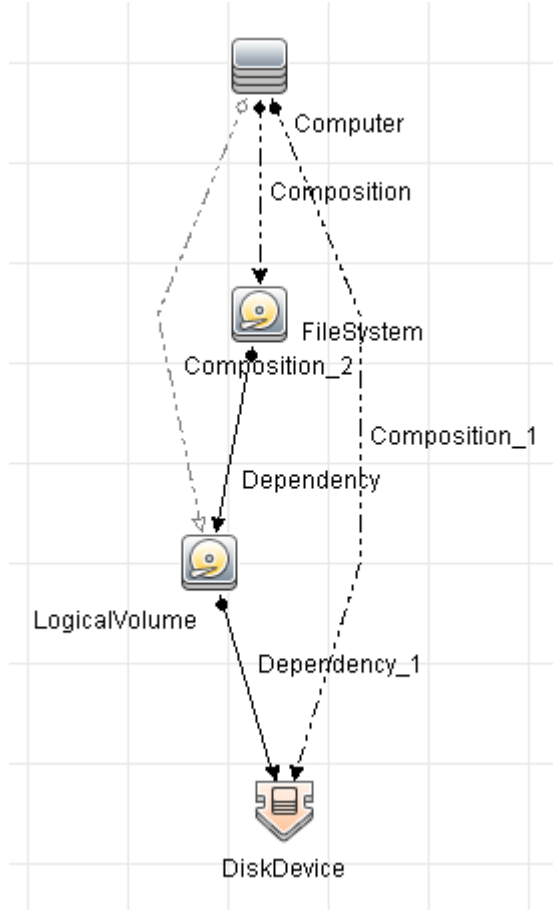 Computer
Composition
FileSystem
Composition_2
Composition_1
Dependency
LogicalVolume
Dependency_1
DiskDevice